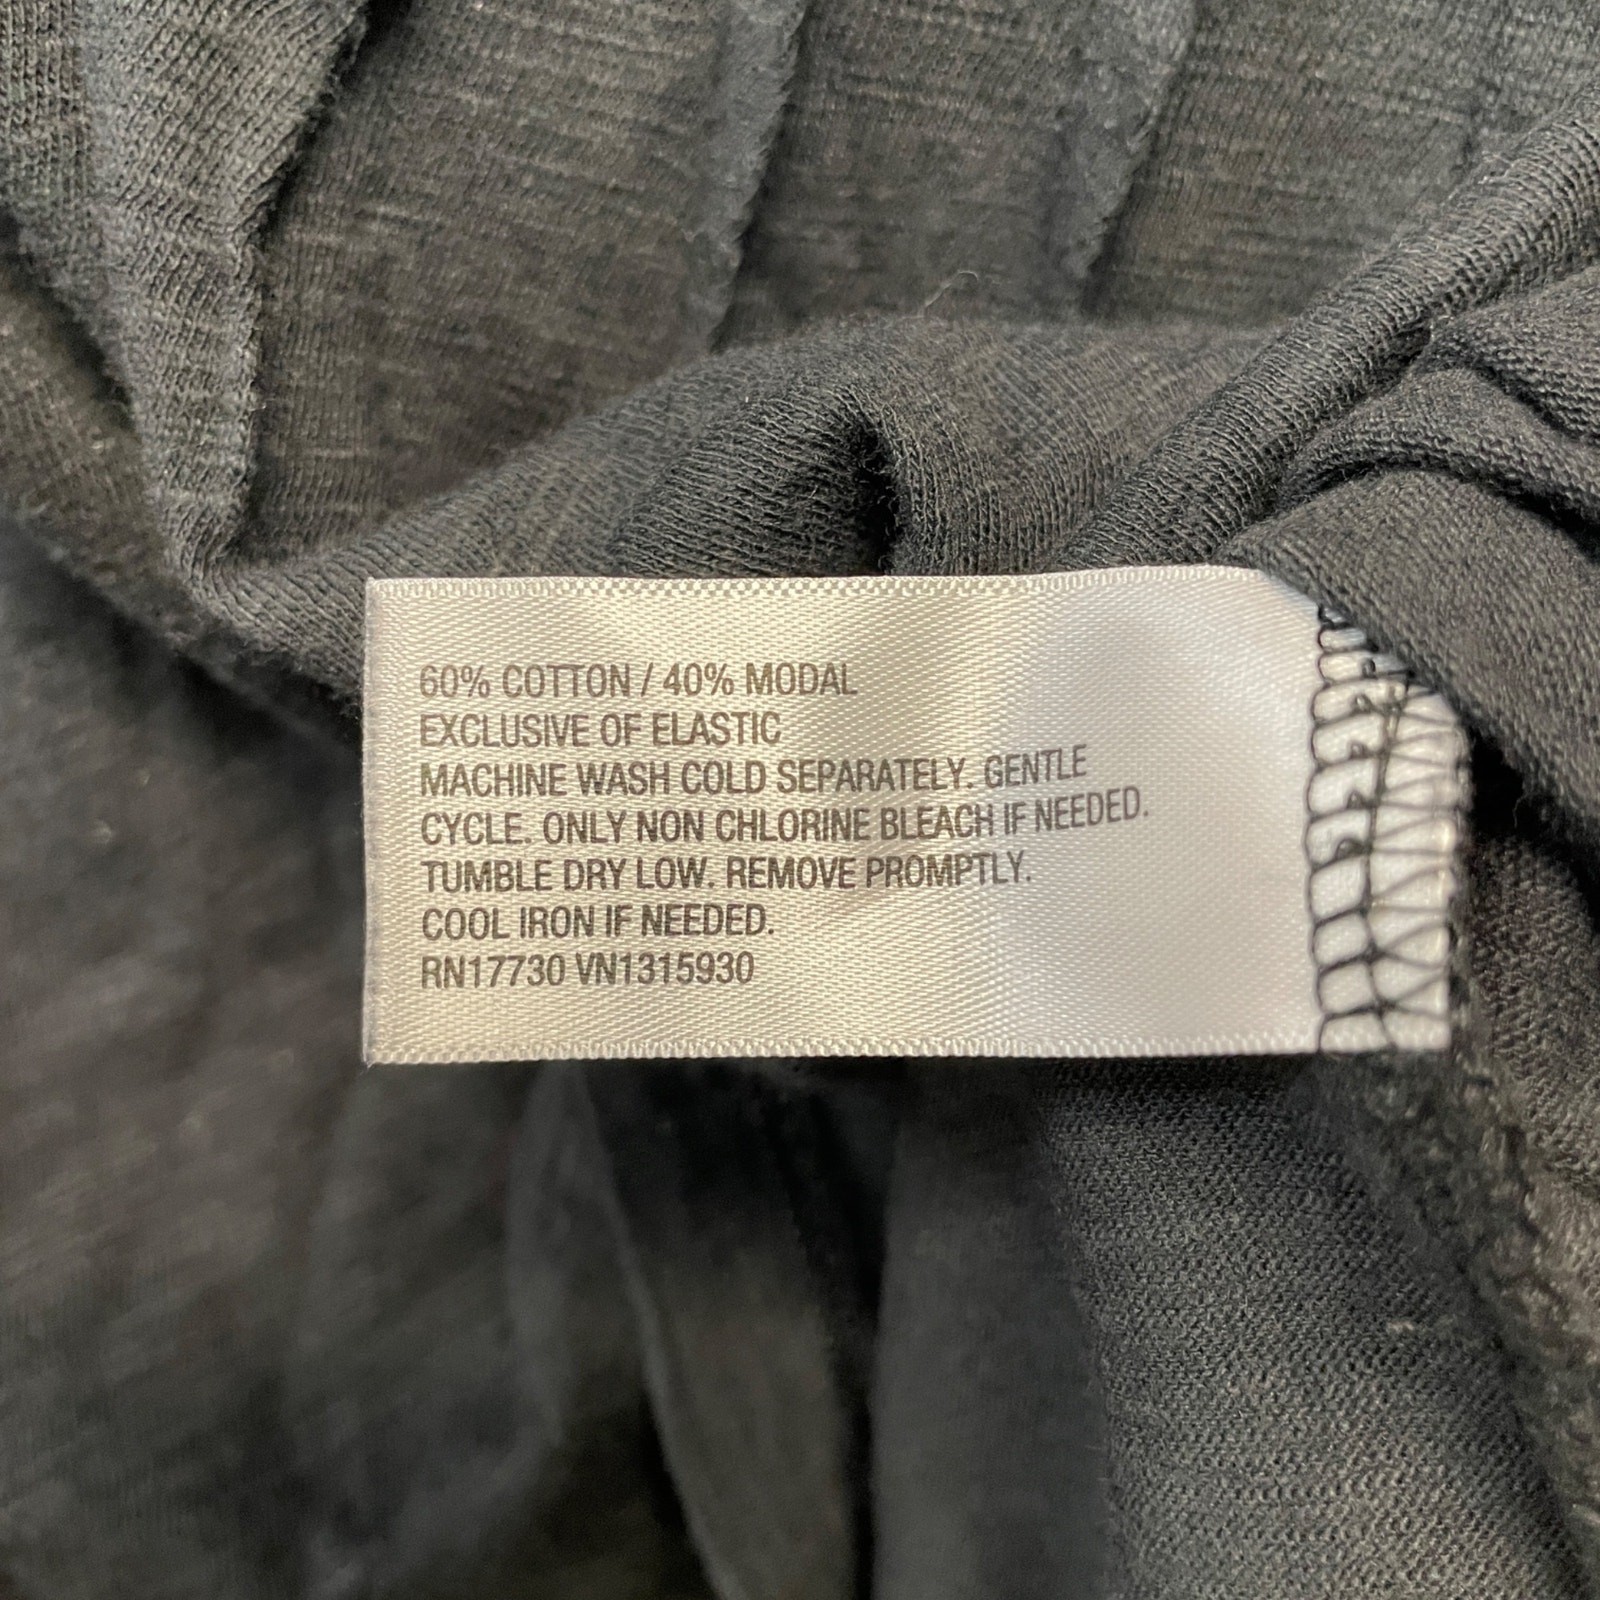 60% COTTON / 40% MODAL
EXCLUSIVE OF ELASTIC
MACHINE WASH COLD SEPARATELY. GENTLE
CYCLE. ONLY NON CHLORINE BLEACH IF NEEDED.
TUMBLE DRY LOW. REMOVE PROMPTLY.
COOL IRON IF NEEDED.
RN17730 VN1315930